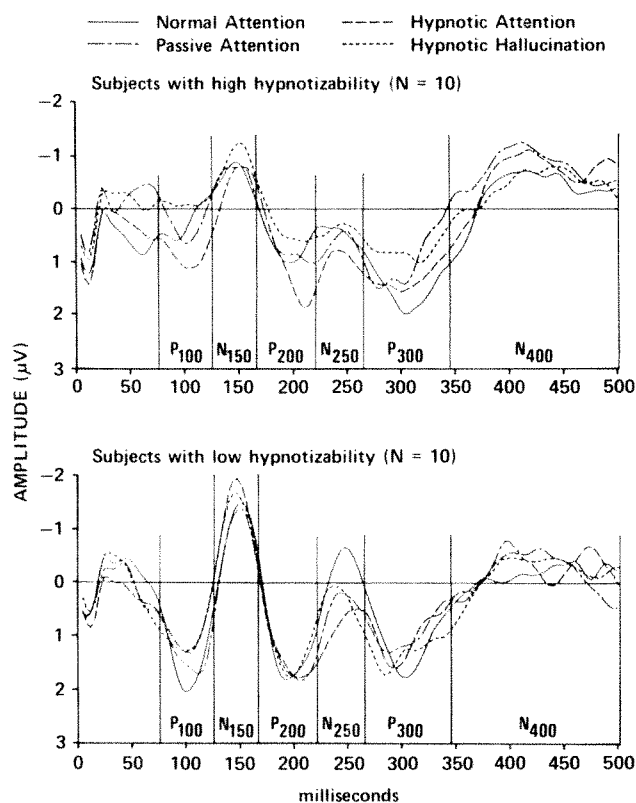 Normal Attention Hypnotic Attention
Passive Attention Hypnotic Hallucination
Subjects with high hypnotizability (N = 10)
−2
−1
0
1
2
3
P100 N150 P200 N250 P300 N400
0 50 100 150 200 250 300 350 400 450 500
AMPLITUDE (μV)
Subjects with low hypnotizability (N = 10)
−2
−1
0
1
2
3
P100 N150 P200 N250 P300 N400
0 50 100 150 200 250 300 350 400 450 500
milliseconds